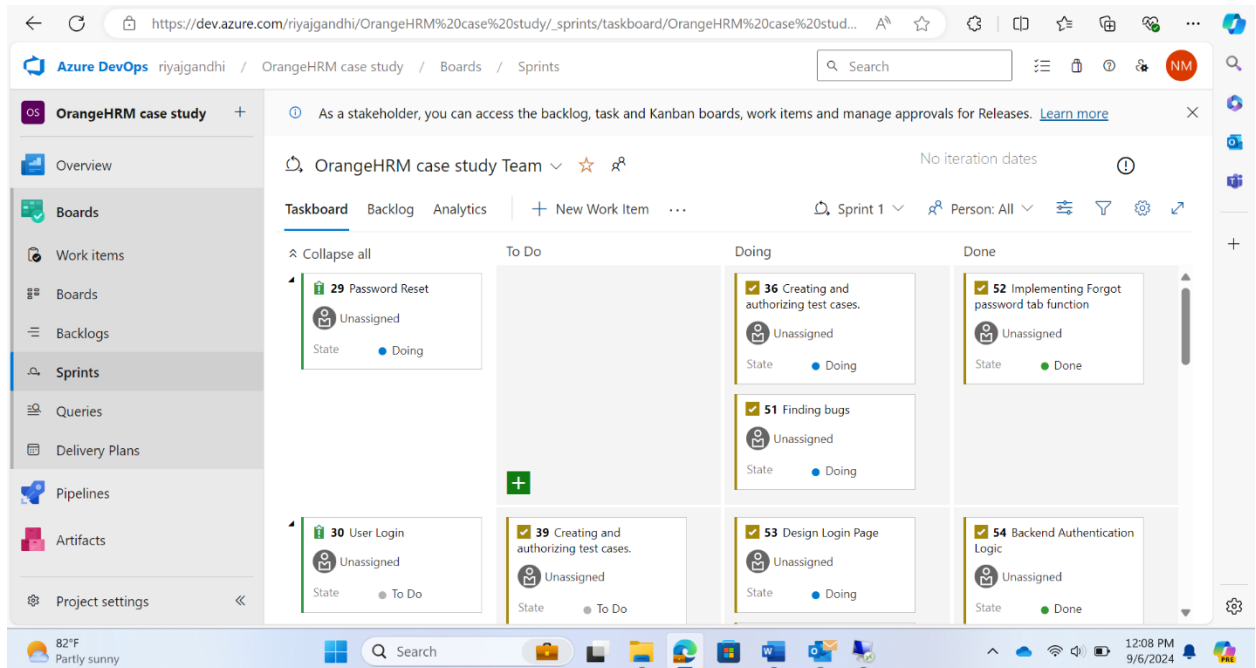 https://dev.azure.com/riyajgandhi/OrangeHRM%20case%20study/_sprints/taskboard/OrangeHRM%20case%20stud...
Azure DevOps riyajgandhi / OrangeHRM case study / Boards / Sprints
Search
NM
OS OrangeHRM case study
As a stakeholder, you can access the backlog, task and Kanban boards, work items and manage approvals for Releases. Learn more
Overview
Boards
Work items
Boards
Backlogs
Sprints
Queries
Delivery Plans
Pipelines
Artifacts
Project settings
OrangeHRM case study Team
No iteration dates
Taskboard Backlog Analytics + New Work Item ...
Sprint 1 Person: All
Collapse all
To Do
Doing
Done
29 Password Reset
Unassigned
State Doing
36 Creating and
authorizing test cases.
Unassigned
State Doing
51 Finding bugs
Unassigned
State Doing
52 Implementing Forgot
password tab function
Unassigned
State Done
30 User Login
Unassigned
State To Do
39 Creating and
authorizing test cases.
Unassigned
State To Do
53 Design Login Page
Unassigned
State Doing
54 Backend Authentication
Logic
Unassigned
State Done
82°F
Partly sunny
Search
12:08 PM
9/6/2024
PRE